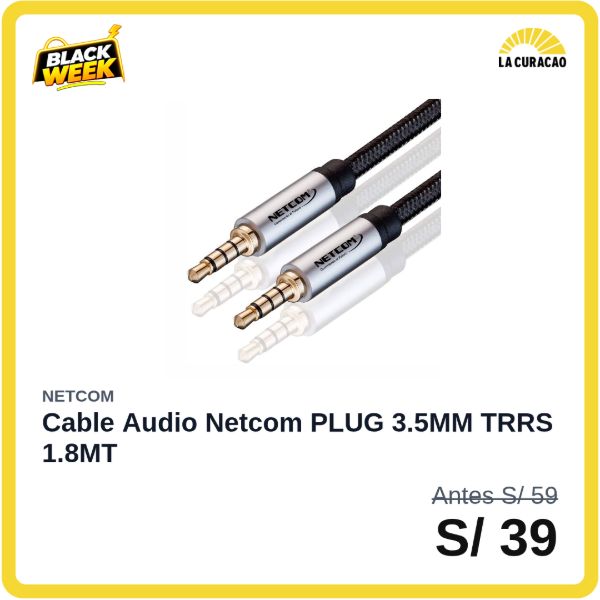 BLACK
WEEK
LA CURACAO
NETCOM
NETCOM
NETCOM
Cable Audio Netcom PLUG 3.5MM TRRS
1.8MT
Antes S/ 59
S/ 39